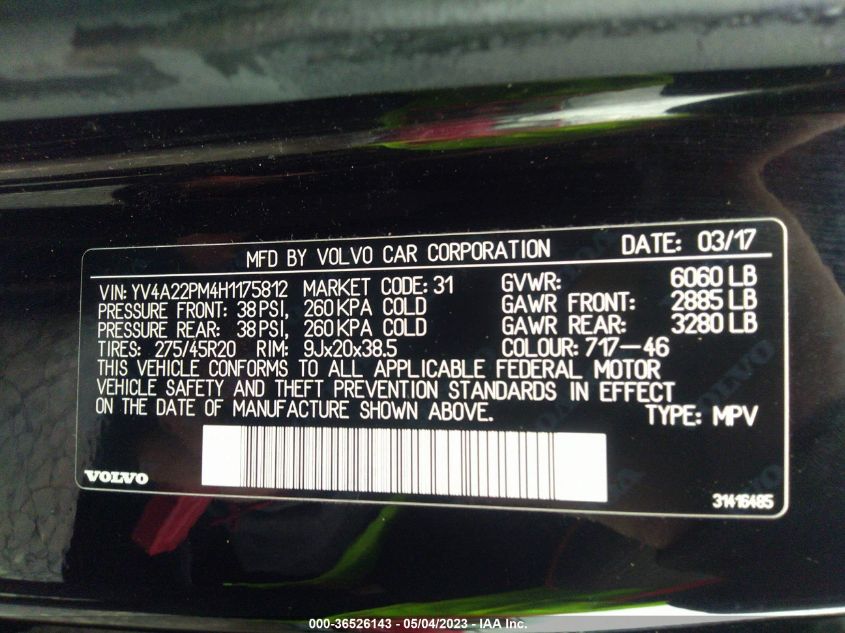 MFD BY VOLVO CAR CORPORATION DATE: 03/17
VIN: YV4A22PM4H1175812 MARKET CODE: 31 GVWR: 6060 LB
PRESSURE FRONT: 38 PSI, 260 KPA COLD GAWR FRONT: 2885 LB
PRESSURE REAR: 38 PSI, 260 KPA COLD GAWR REAR: 3280 LB
TIRES: 275/45R20 RIM: 9Jx20x38.5 COLOUR: 717-46
THIS VEHICLE CONFORMS TO ALL APPLICABLE FEDERAL MOTOR
VEHICLE SAFETY AND THEFT PREVENTION STANDARDS IN EFFECT
ON THE DATE OF MANUFACTURE SHOWN ABOVE. TYPE: MPV
VOLVO
31416485
000-36526143 - 05/04/2023 - IAA Inc.